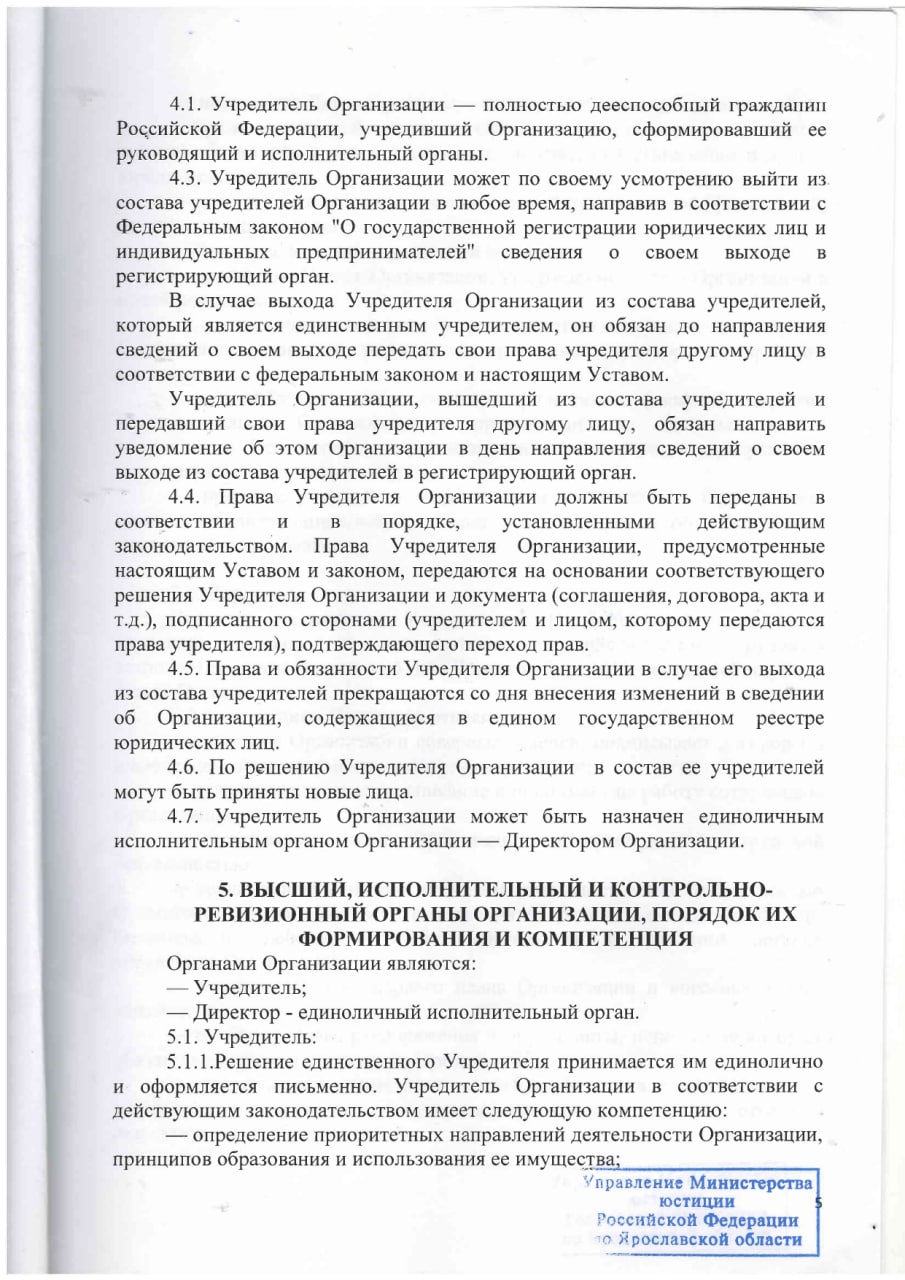 4.1. Учредитель Организации — полностью дееспособный гражданин
Российской Федерации, учредивший Организацию, сформировавший ее
руководящий и исполнительный органы.
4.3. Учредитель Организации может по своему усмотрению выйти из
состава учредителей Организации в любое время, направив в соответствии с
Федеральным законом "О государственной регистрации юридических лиц и
индивидуальных предпринимателей" сведения о своем выходе в
регистрирующий орган.
В случае выхода Учредителя Организации из состава учредителей,
который является единственным учредителем, он обязан до направления
сведений о своем выходе передать свои права учредителя другому лицу в
соответствии с федеральным законом и настоящим Уставом.
Учредитель Организации, вышедший из состава учредителей и
передавший свои права учредителя другому лицу, обязан направить
уведомление об этом Организации в день направления сведений о своем
выходе из состава учредителей в регистрирующий орган.
4.4. Права Учредителя Организации должны быть переданы в
соответствии и в порядке, установленными действующим
законодательством. Права Учредителя Организации, предусмотренные
настоящим Уставом и законом, передаются на основании соответствующего
решения Учредителя Организации и документа (соглашения, договора, акта и
т.д.), подписанного сторонами (учредителем и лицом, которому передаются
права учредителя), подтверждающего переход прав.
4.5. Права и обязанности Учредителя Организации в случае его выхода
из состава учредителей прекращаются со дня внесения изменений в сведении
об Организации, содержащиеся в едином государственном реестре
юридических лиц.
4.6. По решению Учредителя Организации в состав ее учредителей
могут быть приняты новые лица.
4.7. Учредитель Организации может быть назначен единоличным
исполнительным органом Организации — Директором Организации.
5. ВЫСШИЙ, ИСПОЛНИТЕЛЬНЫЙ И КОНТРОЛЬНО-
РЕВИЗИОННЫЙ ОРГАНЫ ОРГАНИЗАЦИИ, ПОРЯДОК ИХ
ФОРМИРОВАНИЯ И КОМПЕТЕНЦИЯ
Органами Организации являются:
— Учредитель;
— Директор - единоличный исполнительный орган.
5.1. Учредитель:
5.1.1.Решение единственного Учредителя принимается им единолично
и оформляется письменно. Учредитель Организации в соответствии с
действующим законодательством имеет следующую компетенцию:
— определение приоритетных направлений деятельности Организации,
принципов образования и использования ее имущества;
Управление Министерства
юстиции
5
Российской Федерации
по Ярославской области